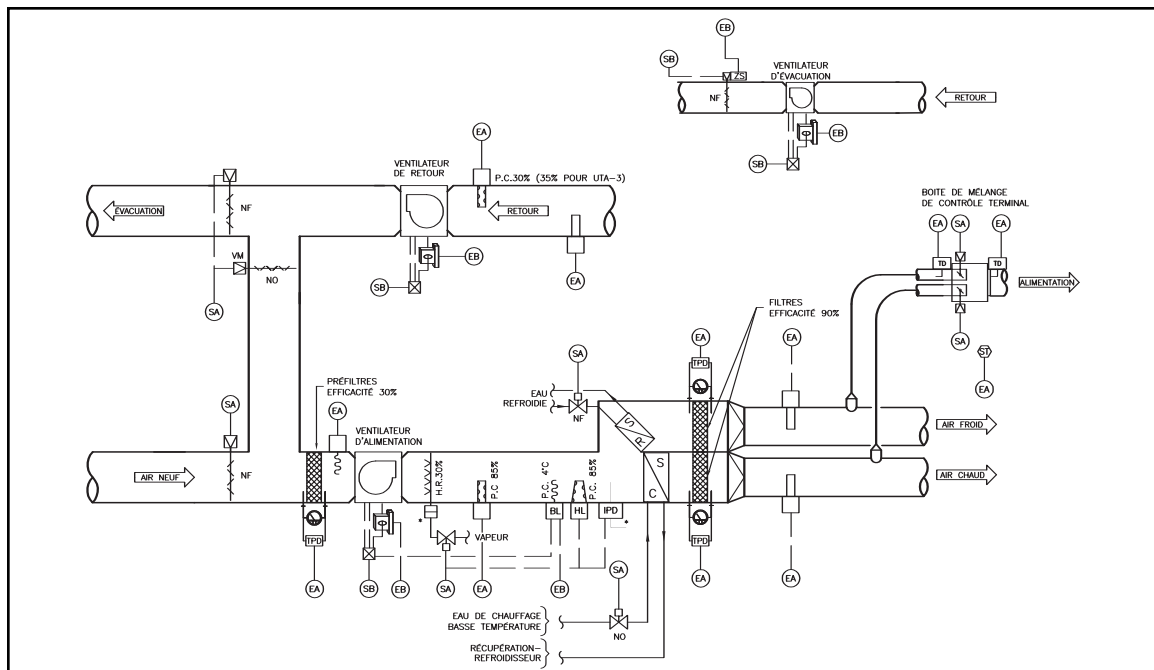 EB
SB
ZS
VENTILATEUR
D'ÉVACUATION
NF
RETOUR
EB
SB
EA
VENTILATEUR
DE RETOUR
P.C.30% (35% POUR UTA-3)
ÉVACUATION
NF
RETOUR
BOITE DE MÉLANGE
DE CONTRÔLE TERMINAL
EA
SA
EA
TD
TD
VM
NO
EB
EA
SB
SA
ALIMENTATION
FILTRES
EFFICACITÉ 90%
EA
EA
SA
ST
EA
TPD
SA
PRÉFILTRES
EFFICACITÉ 30%
EAU
REFROIDIE
NF
SA
EA
VENTILATEUR
D'ALIMENTATION
S
R
AIR FROID
AIR NEUF
NF
H.R.30%
P.C 85%
P.C. 4°C
P.C. 85%
S
C
AIR CHAUD
*
BL
HL
IPD
*
TPD
VAPEUR
TPD
EA
SB
EB
SA
EA
EB
SA
EA
EA
EAU DE CHAUFFAGE
BASSE TEMPÉRATURE
NO
RÉCUPÉRATION-
REFROIDISSEUR